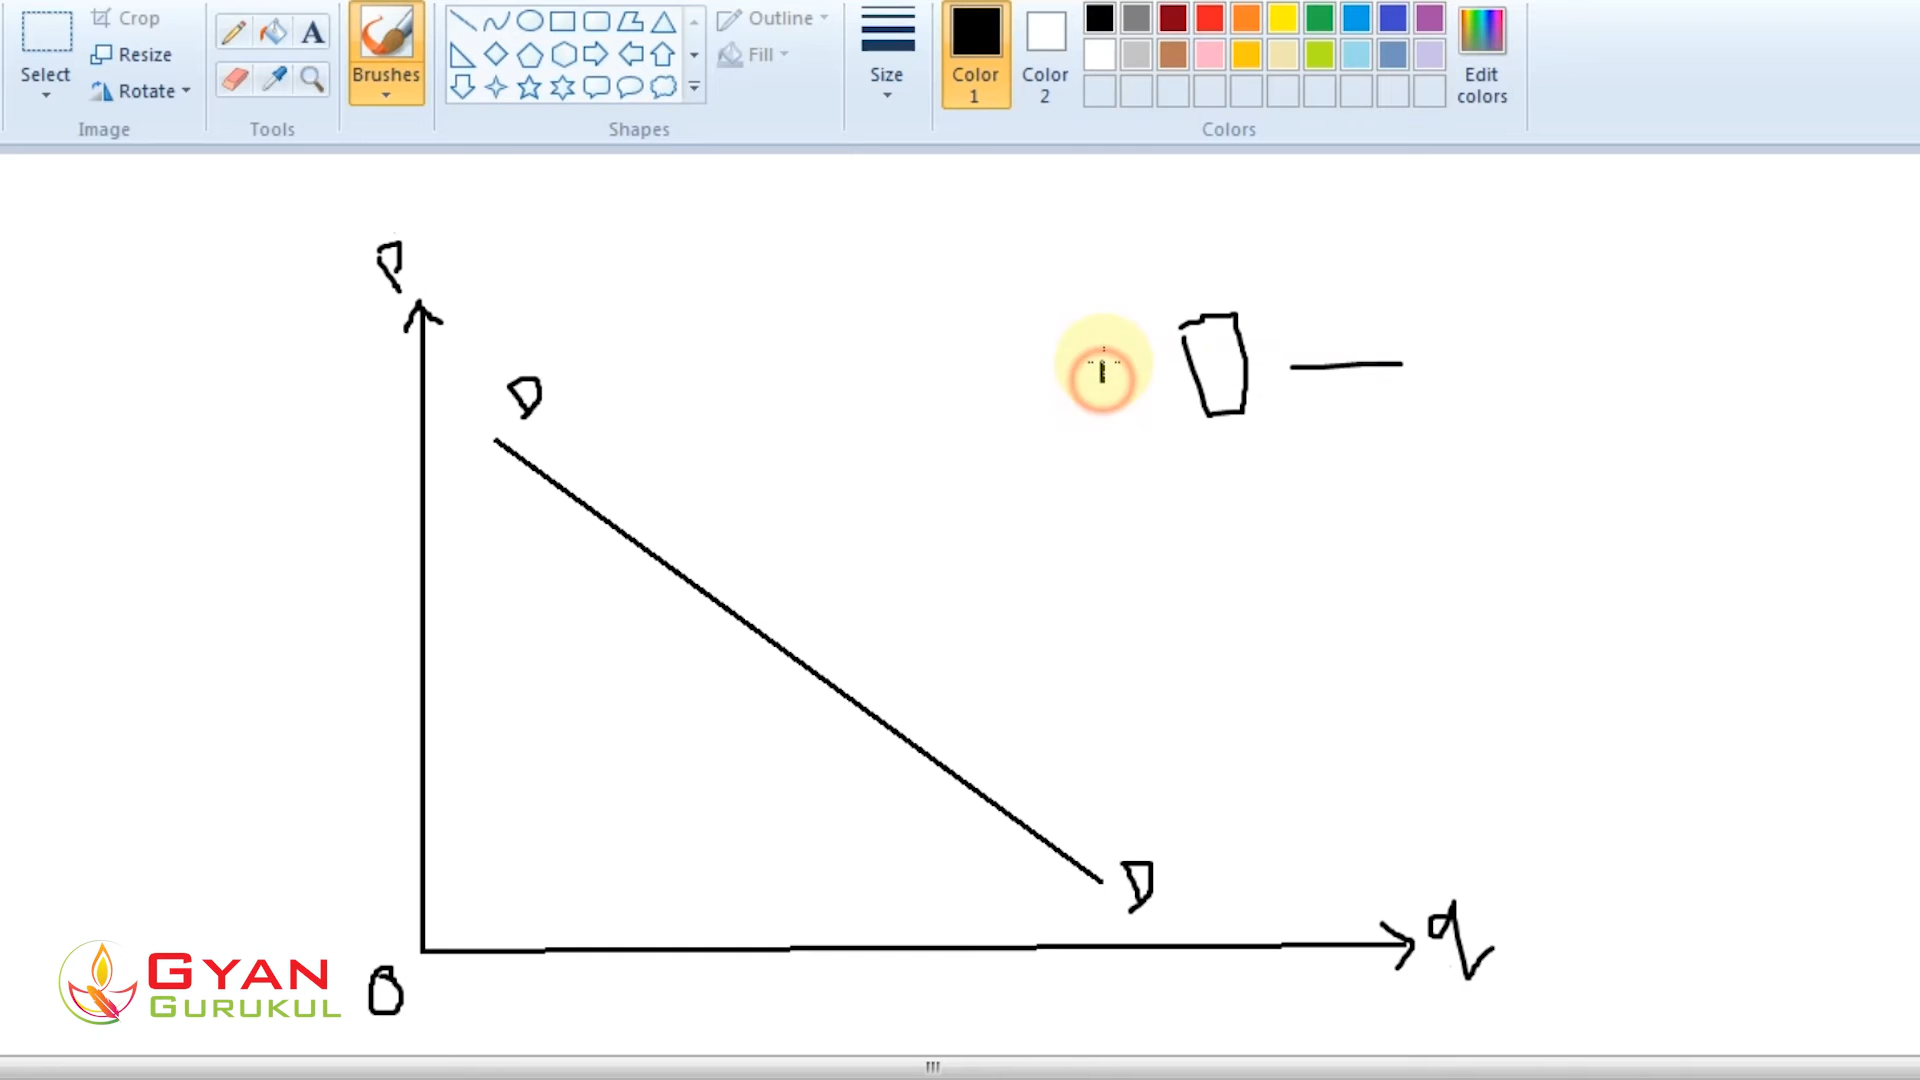 Crop
Resize
Rotate
Select
Image
Tools
Brushes
Shapes
Outline
Fill
Size
Color 1
Color 2
Edit colors
Colors
P
D
D
q
O
GYAN
GURUKUL